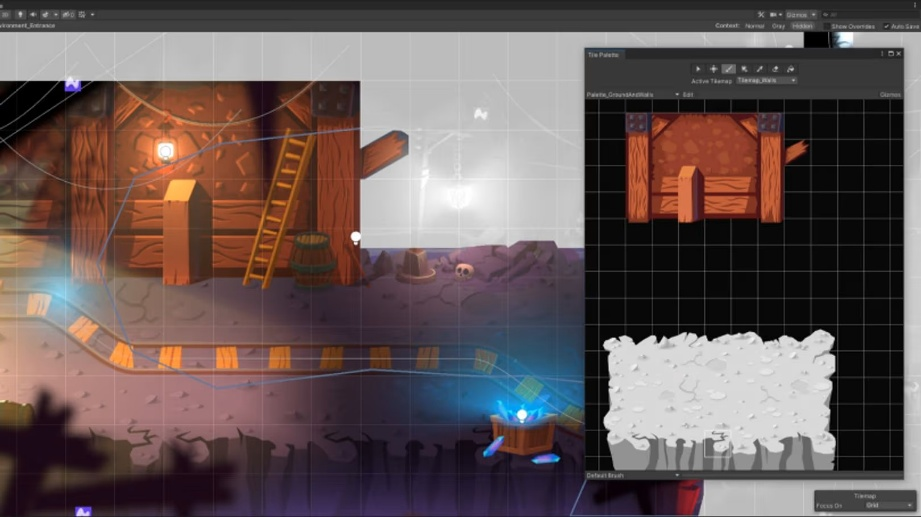 vironment_Entrance
Gizmos
Context: Normal Gray Hidden Show Overrides Auto Save
Tile Palette
Active Tilemap: Tilemap_Walls
Palette_GroundAndWalls Edit Gizmos
Default Brush
Tilemap
Focus On Grid